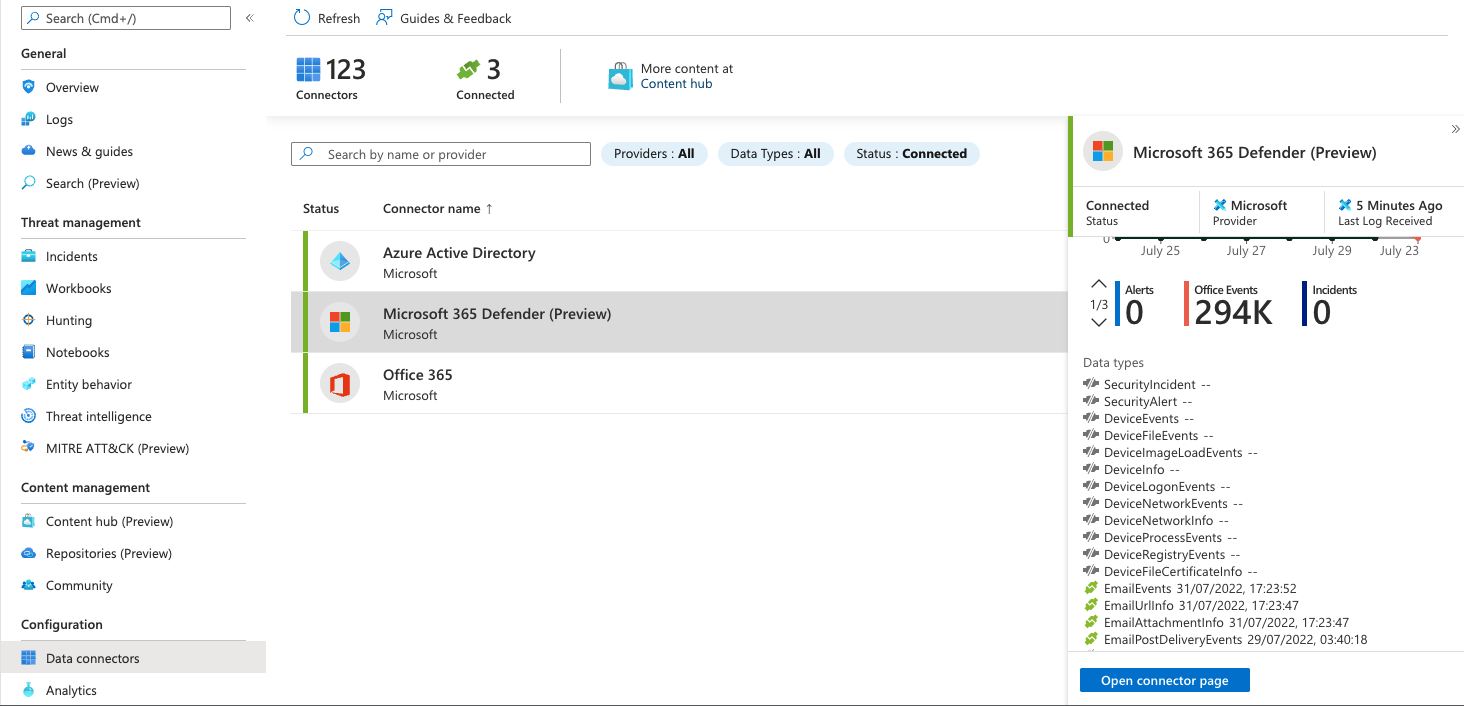 Search (Cmd+/)
«
General
Overview
Logs
News & guides
Search (Preview)
Threat management
Incidents
Workbooks
Hunting
Notebooks
Entity behavior
Threat intelligence
MITRE ATT&CK (Preview)
Content management
Content hub (Preview)
Repositories (Preview)
Community
Configuration
Data connectors
Analytics
Refresh
Guides & Feedback
123
Connectors
3
Connected
More content at
Content hub
Search by name or provider
Providers : All
Data Types : All
Status : Connected
Status
Connector name ↑
Azure Active Directory
Microsoft
Microsoft 365 Defender (Preview)
Microsoft
Office 365
Microsoft
»
Microsoft 365 Defender (Preview)
Connected
Status
Microsoft
Provider
5 Minutes Ago
Last Log Received
0
July 25
July 27
July 29
July 23
1/3
Alerts
0
Office Events
294K
Incidents
0
Data types
SecurityIncident --
SecurityAlert --
DeviceEvents --
DeviceFileEvents --
DeviceImageLoadEvents --
DeviceInfo --
DeviceLogonEvents --
DeviceNetworkEvents --
DeviceNetworkInfo --
DeviceProcessEvents --
DeviceRegistryEvents --
DeviceFileCertificateInfo --
EmailEvents 31/07/2022, 17:23:52
EmailUrlInfo 31/07/2022, 17:23:47
EmailAttachmentInfo 31/07/2022, 17:23:47
EmailPostDeliveryEvents 29/07/2022, 03:40:18
Open connector page